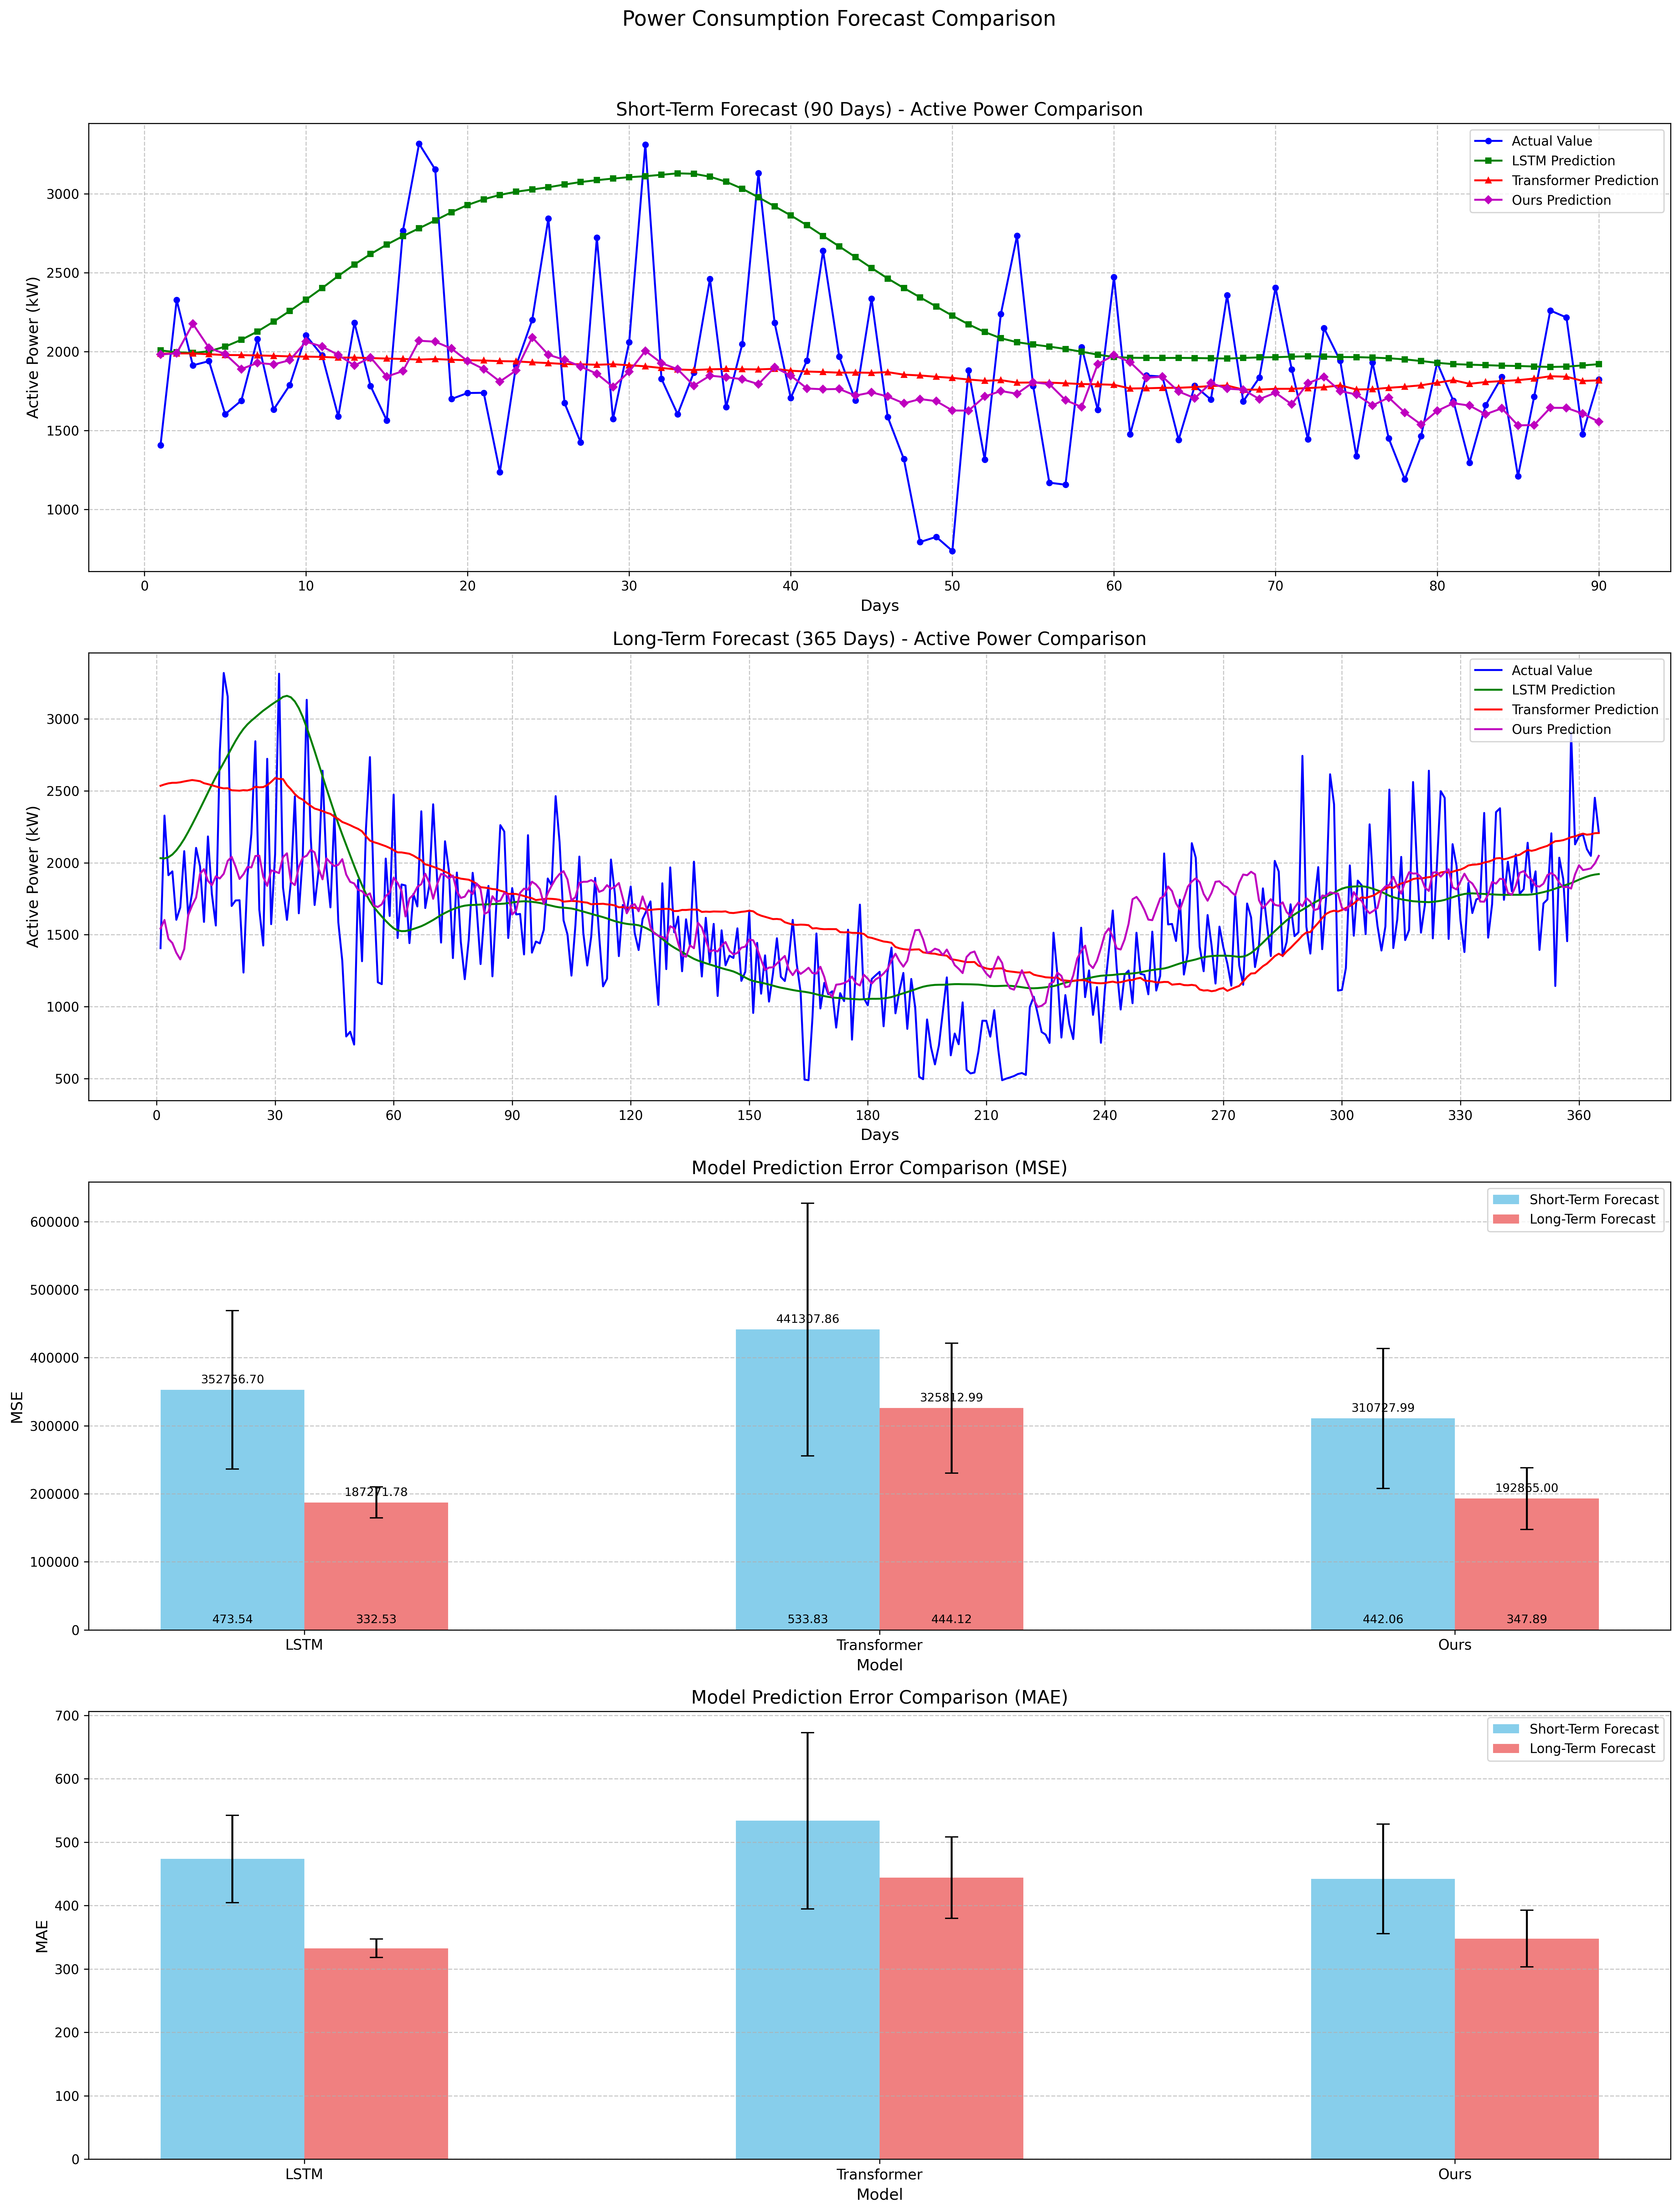 Power Consumption Forecast Comparison
Short-Term Forecast (90 Days) - Active Power Comparison
Active Power (kW)
3000
2500
2000
1500
1000
Actual Value
LSTM Prediction
Transformer Prediction
Ours Prediction
0 10 20 30 40 50 60 70 80 90
Days
Long-Term Forecast (365 Days) - Active Power Comparison
Active Power (kW)
3000
2500
2000
1500
1000
500
Actual Value
LSTM Prediction
Transformer Prediction
Ours Prediction
0 30 60 90 120 150 180 210 240 270 300 330 360
Days
Model Prediction Error Comparison (MSE)
MSE
600000
500000
400000
300000
200000
100000
0
Short-Term Forecast
Long-Term Forecast
441307.86
325812.99
310727.99
187271.78
473.54 332.53 533.83 444.12 442.06 347.89
LSTM Transformer Ours
Model
Model Prediction Error Comparison (MAE)
MAE
700
600
500
400
300
200
100
0
Short-Term Forecast
Long-Term Forecast
LSTM Transformer Ours
Model